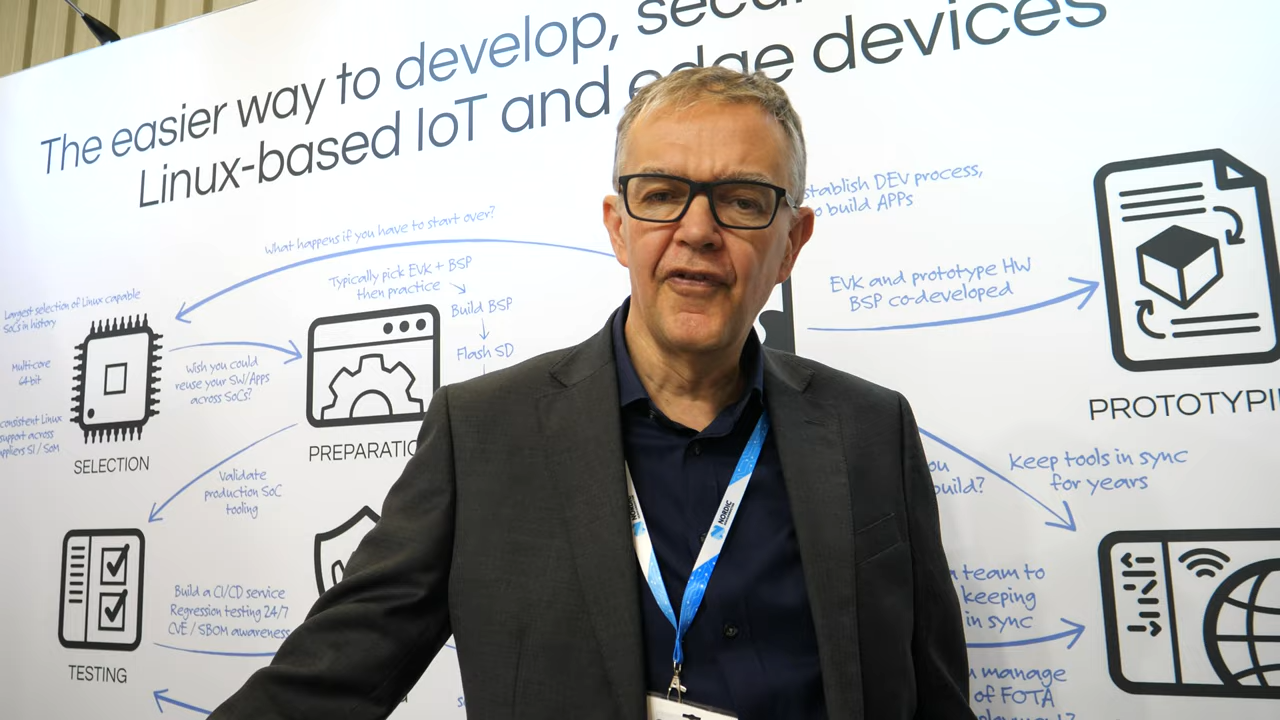 The easier way to develop,
Linux-based IoT and edge devices
What happens if you have to start over?
Typically pick EVK + BSP
then practice
Build BSP
Flash SD
Largest selection of Linux capable
SoCs in history
Multi-core
64-bit
consistent Linux
support across
SI / SoM
SELECTION
Wish you could
reuse your SW/Apps
across SoCs?
PREPARATIO
Validate
production SoC
tooling
TESTING
Build a CI/CD service
Regression testing 24/7
CVE / SBOM awareness
DEV process,
to build APPs
EVK and prototype HW
BSP co-developed
PROTOTYPI
build?
Keep tools in sync
for years
a team to
keeping
in sync
manage
of FOTA
NORDIC